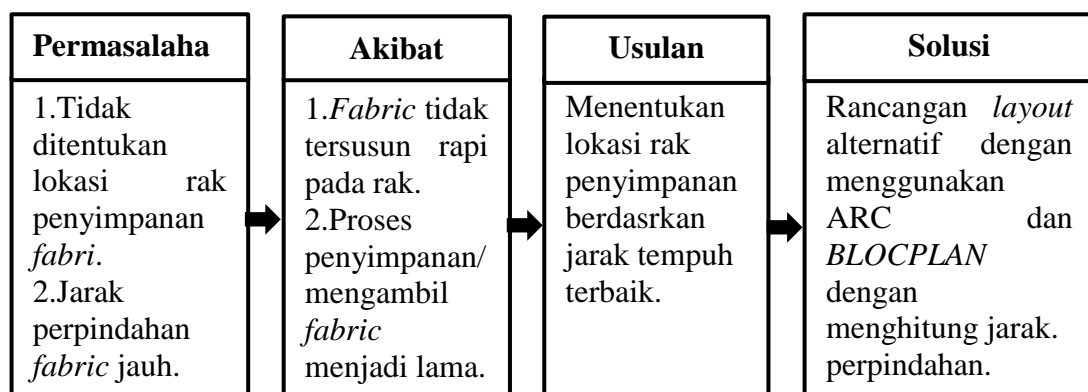 Permasalaha
1.Tidak
ditentukan
lokasi rak
penyimpanan
fabri.
2.Jarak
perpindahan
fabric jauh.
Akibat
1.Fabric tidak
tersusun rapi
pada rak.
2.Proses
penyimpanan/
mengambil
fabric
menjadi lama.
Usulan
Menentukan
lokasi rak
penyimpanan
berdasrkan
jarak tempuh
terbaik.
Solusi
Rancangan layout
alternatif dengan
menggunakan
ARC dan
BLOCPLAN
dengan
menghitung jarak.
perpindahan.